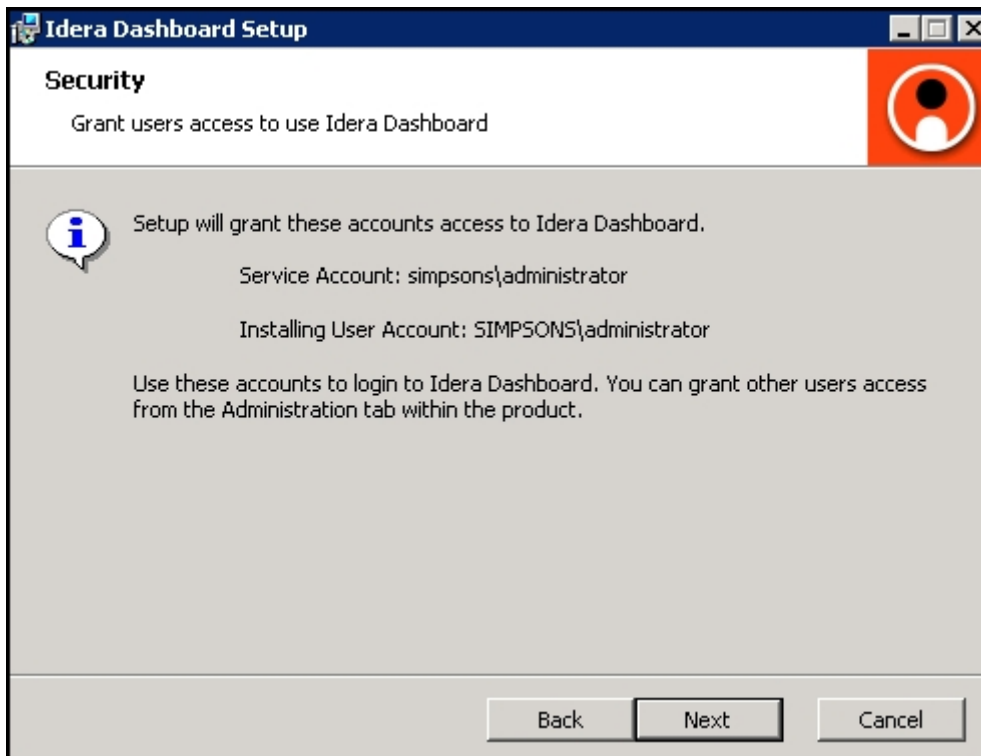 Idera Dashboard Setup
Security
Grant users access to use Idera Dashboard
Setup will grant these accounts access to Idera Dashboard.
Service Account: simpsons\administrator
Installing User Account: SIMPSONS\administrator
Use these accounts to login to Idera Dashboard. You can grant other users access
from the Administration tab within the product.
Back Next Cancel